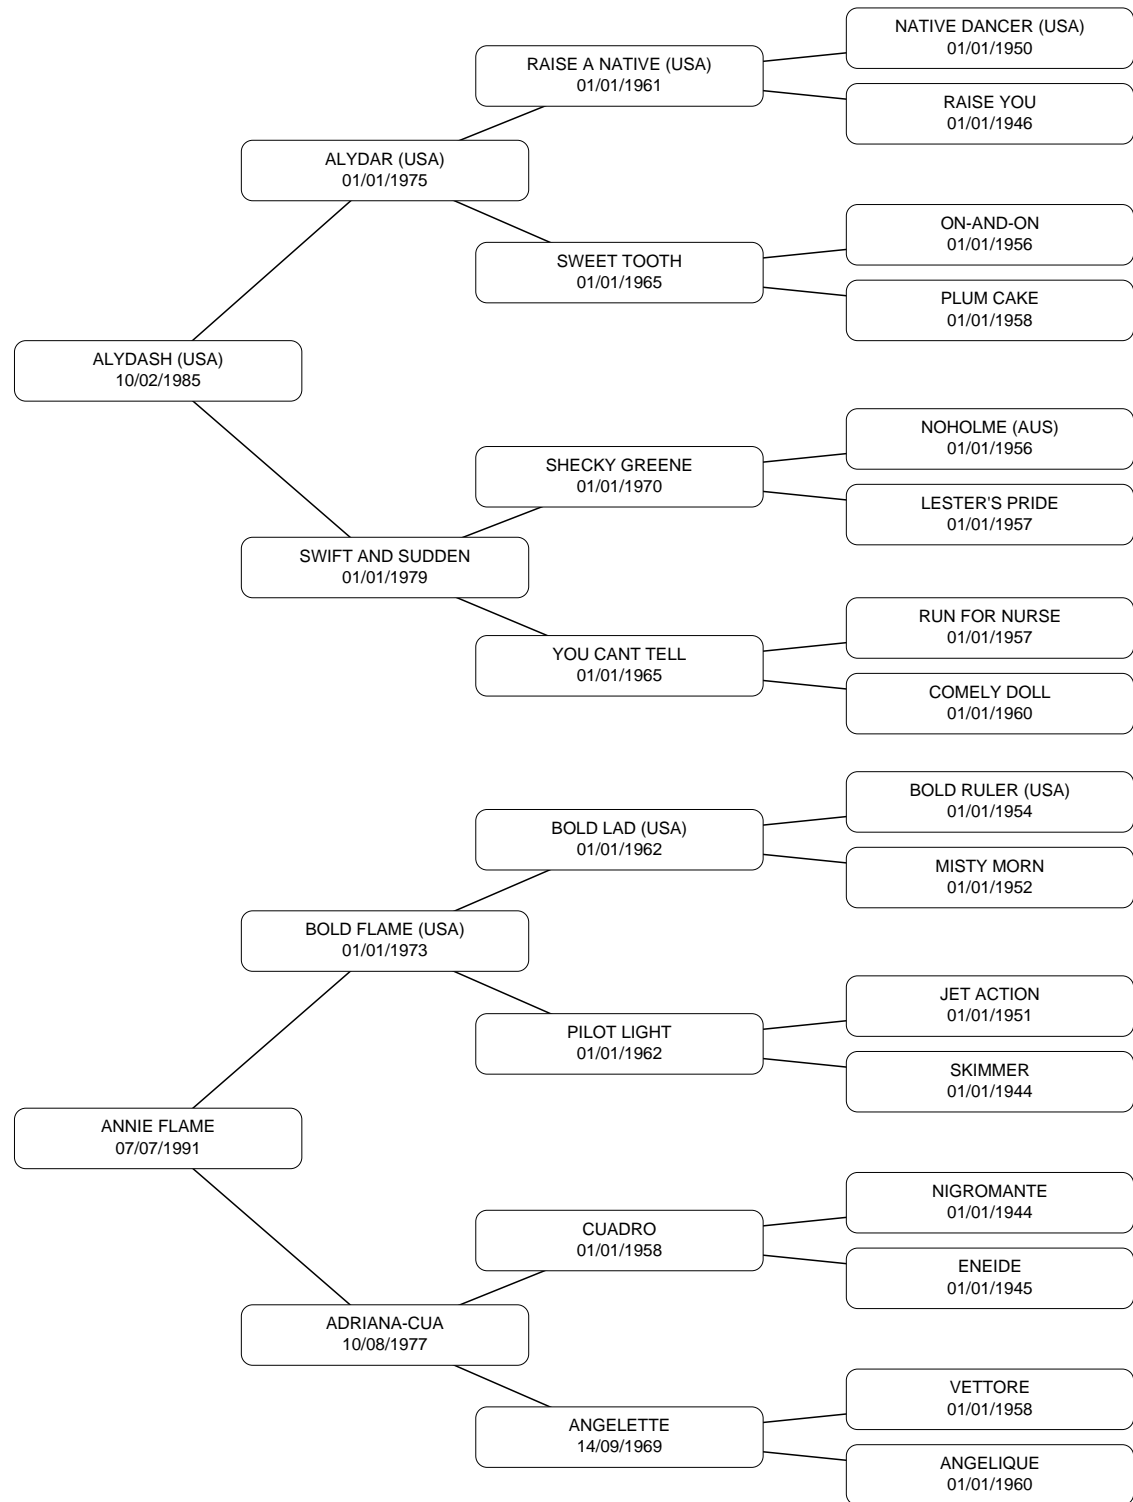 NATIVE DANCER (USA)
01/01/1950
RAISE A NATIVE (USA)
01/01/1961
RAISE YOU
01/01/1946
ALYDAR (USA)
01/01/1975
ON-AND-ON
01/01/1956
SWEET TOOTH
01/01/1965
PLUM CAKE
01/01/1958
ALYDASH (USA)
10/02/1985
NOHOLME (AUS)
01/01/1956
SHECKY GREENE
01/01/1970
LESTER'S PRIDE
01/01/1957
SWIFT AND SUDDEN
01/01/1979
RUN FOR NURSE
01/01/1957
YOU CANT TELL
01/01/1965
COMELY DOLL
01/01/1960
BOLD RULER (USA)
01/01/1954
BOLD LAD (USA)
01/01/1962
MISTY MORN
01/01/1952
BOLD FLAME (USA)
01/01/1973
JET ACTION
01/01/1951
PILOT LIGHT
01/01/1962
SKIMMER
01/01/1944
ANNIE FLAME
07/07/1991
NIGROMANTE
01/01/1944
CUADRO
01/01/1958
ENEIDE
01/01/1945
ADRIANA-CUA
10/08/1977
VETTORE
01/01/1958
ANGELETTE
14/09/1969
ANGELIQUE
01/01/1960